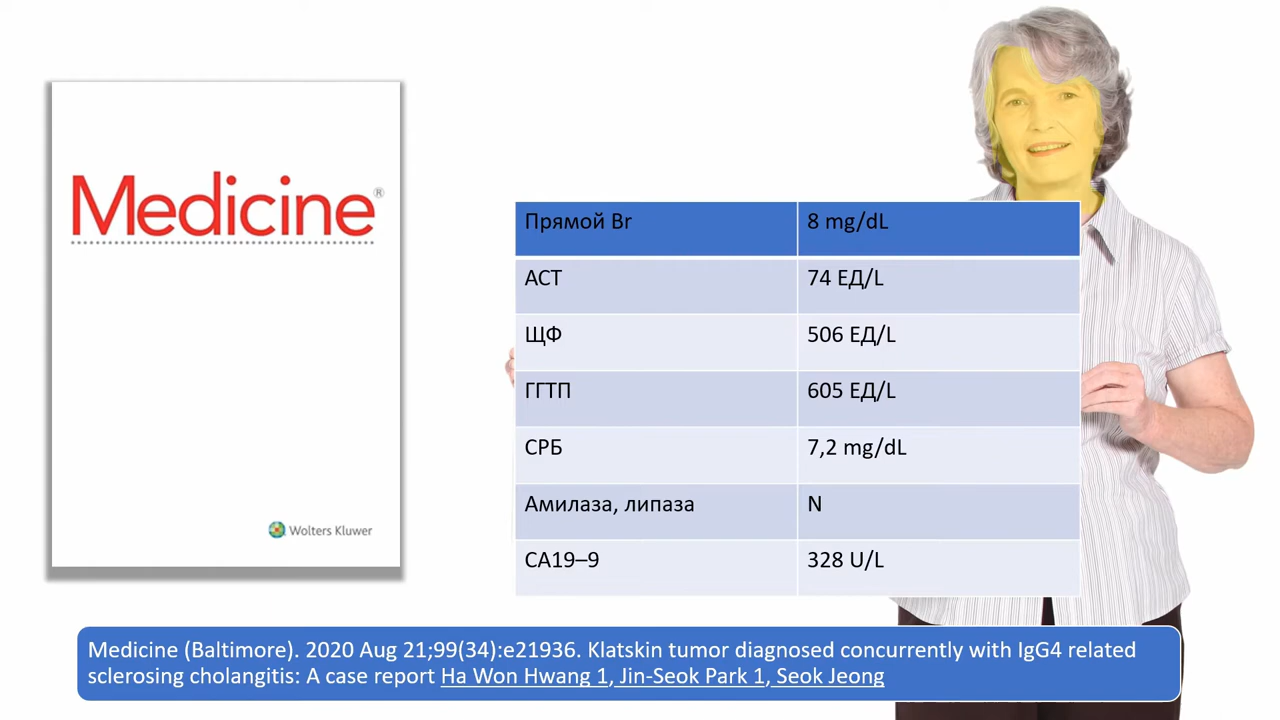 Medicine®
Wolters Kluwer
Прямой Br 8 mg/dL
АСТ 74 ЕД/L
ЩФ 506 ЕД/L
ГГТП 605 ЕД/L
СРБ 7,2 mg/dL
Амилаза, липаза N
СА19–9 328 U/L
Medicine (Baltimore). 2020 Aug 21;99(34):e21936. Klatskin tumor diagnosed concurrently with IgG4 related
sclerosing cholangitis: A case report Ha Won Hwang 1, Jin-Seok Park 1, Seok Jeong